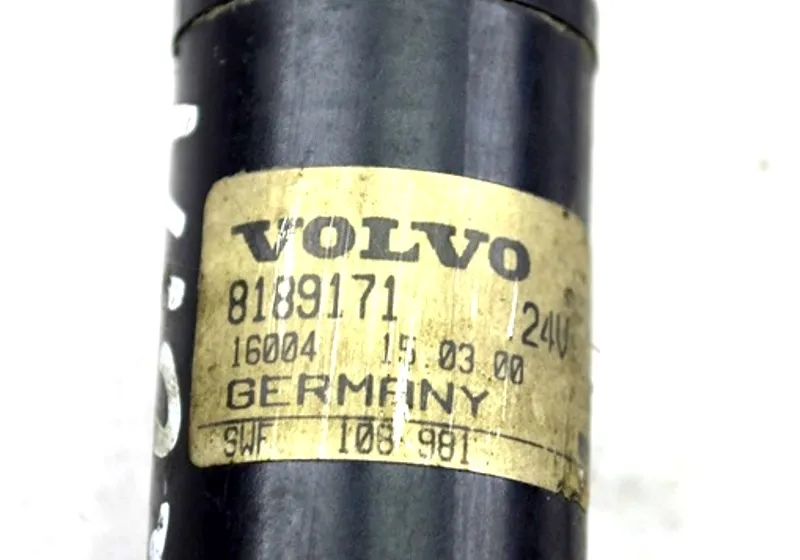 VOLVO
8189171 24V
16004 15.03.00
GERMANY
SWF 108 981